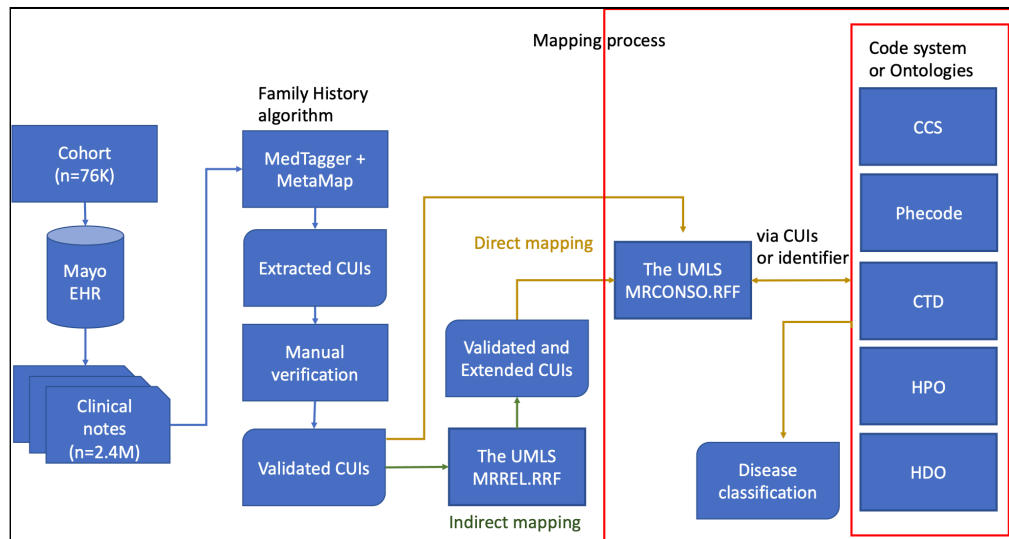 Mapping process
Code system
or Ontologies
Family History
algorithm
Cohort
(n=76K)
MedTagger +
MetaMap
CCS
Mayo
EHR
Extracted CUIs
Phecode
Direct mapping
via CUIs
or identifier
The UMLS
MRCONSO.RFF
CTD
Manual
verification
Validated and
Extended CUIs
HPO
Clinical
notes
(n=2.4M)
Validated CUIs
The UMLS
MRREL.RRF
Disease
classification
HDO
Indirect mapping